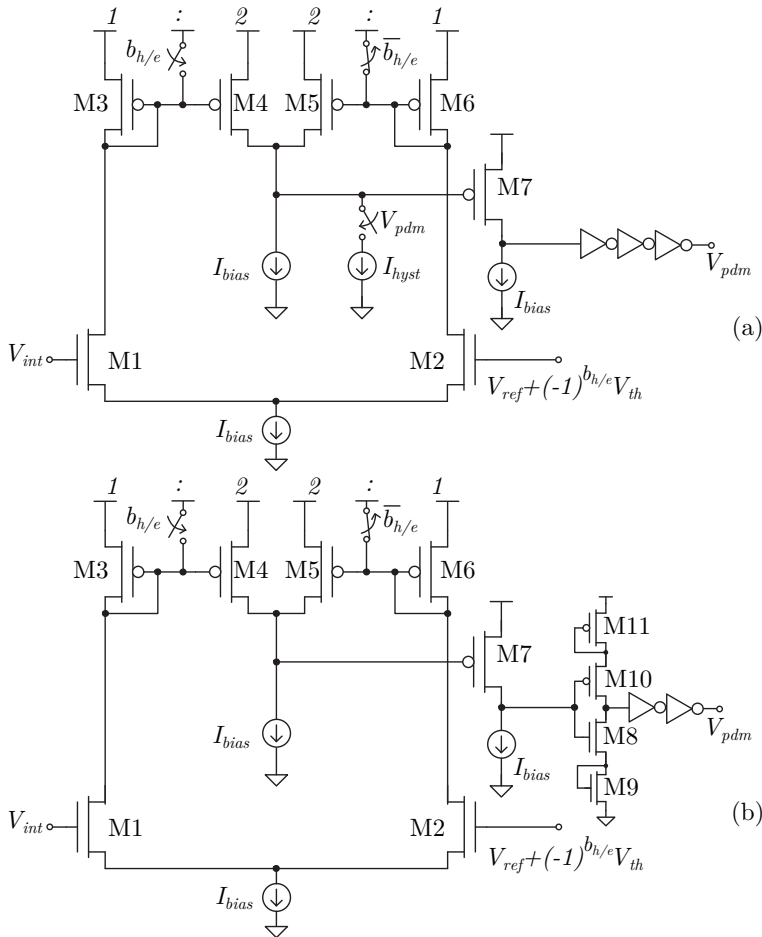 1 : 2 2 : 1
b_{h/e} \overline{b}_{h/e}
M3 M4 M5 M6
M7
V_{pdm}
I_{bias} I_{hyst} V_{pdm}
I_{bias}
(a)
V_{int} M1 M2
V_{ref}+(-1)^{b_{h/e}}V_{th}
I_{bias}
1 : 2 2 : 1
b_{h/e} \overline{b}_{h/e}
M3 M4 M5 M6
M11
M7
M10
I_{bias} M8 V_{pdm}
I_{bias}
M9
(b)
V_{int} M1 M2
V_{ref}+(-1)^{b_{h/e}}V_{th}
I_{bias}